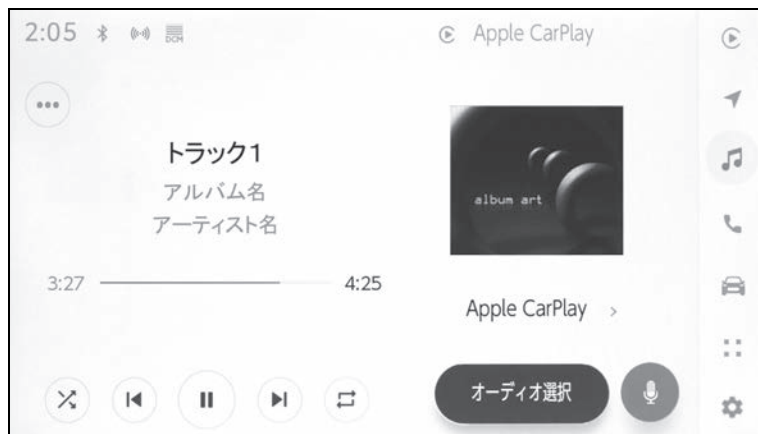 2:05
DCM
Apple CarPlay
トラック1
アルバム名
アーティスト名
3:27
4:25
album art
Apple CarPlay
オーディオ選択